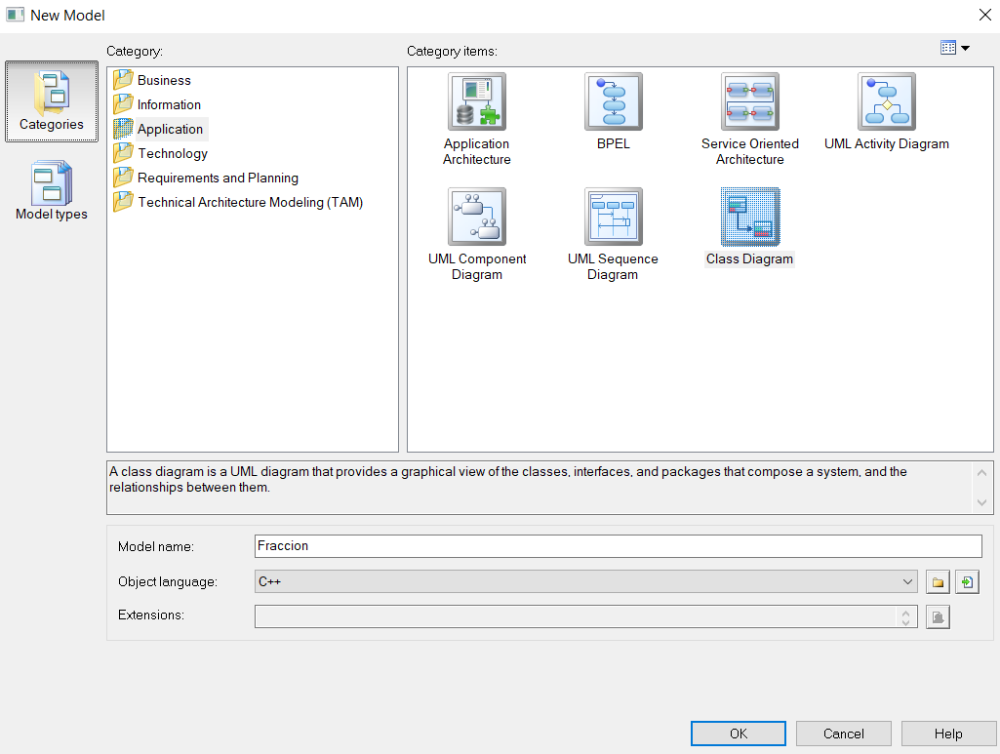 New Model
Category:
Category items:
Categories
Model types
Business
Information
Application
Technology
Requirements and Planning
Technical Architecture Modeling (TAM)
Application
Architecture
BPEL
Service Oriented
Architecture
UML Activity Diagram
UML Component
Diagram
UML Sequence
Diagram
Class Diagram
A class diagram is a UML diagram that provides a graphical view of the classes, interfaces, and packages that compose a system, and the
relationships between them.
Model name:
Fraccion
Object language:
C++
Extensions:
OK
Cancel
Help